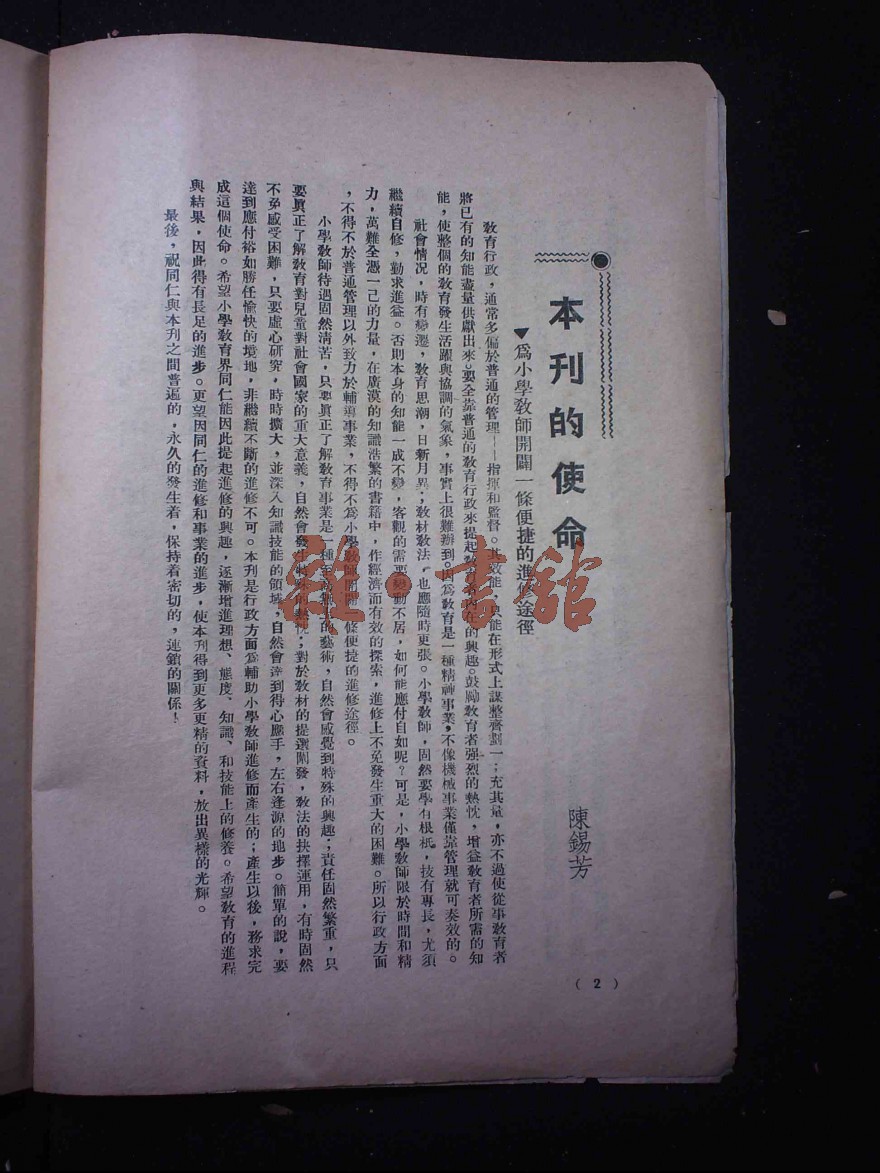 本刊的使命
▼爲小學教師開闢一條便捷的進修途徑
陳錫芳
教育行政，通常多偏於普通的管理——指揮和監督。其效能，只能在形式上謀整齊劃一；充其量，亦不過使從事教育者
將已有的知能盡量供獻出來。要全靠普通的教育行政來提起教育者內在的興趣。鼓勵教育者強烈的熱忱，增益教育者所需的知
能，使整個的教育發生活躍與協調的氣象，事實上很難辦到。因爲教育是一種精神事業，不像機械事業僅靠管理就可奏效的。
社會情況，時有變遷，教育思潮，日新月異；教材教法，也應隨時更張。小學教師，固然要學有根柢，技有專長，尤須
繼續自修，勤求進益。否則本身的知能一成不變，客觀的需要變動不居，如何能應付自如呢？可是，小學教師限於時間和精
力，萬難全憑一己的力量，在廣漠的知識浩繁的書籍中，作經濟而有效的探索，進修上不免發生重大的困難。所以行政方面
，不得不於普通管理以外致力於輔導事業，不得不爲小學教師開闢一條便捷的進修途徑。
小學教師待遇固然清苦，只要眞正了解教育事業是一種 的藝術，自然會感覺到特殊的興趣；責任固然繁重，只
要眞正了解教育對兒童對社會國家的重大意義，自然會發生特殊的熱忱；對於教材的提選闡發，教法的抉擇運用，有時固然
不免感受困難，只要虛心研究，時時擴大，並深入知識技能的領域，自然會達到得心應手，左右逢源的地步。簡單的說，要
達到應付裕如勝任愉快的境地，非繼續不斷的進修不可。本刊是行政方面爲輔助小學教師進修而產生的；產生以後，務求完
成這個使命。希望小學教育界同仁能因此提起進修的興趣，逐漸增進理想、態度、知識、和技能上的修養。希望教育的進程
與結果，因此得有長足的進步。更望因同仁的進修和事業的進步，使本刊得到更多更精的資料，放出異樣的光輝。
最後，祝同仁與本刊之間普遍的，永久的發生着，保持着密切的，連鎖的關係！
（2）
雜·書館